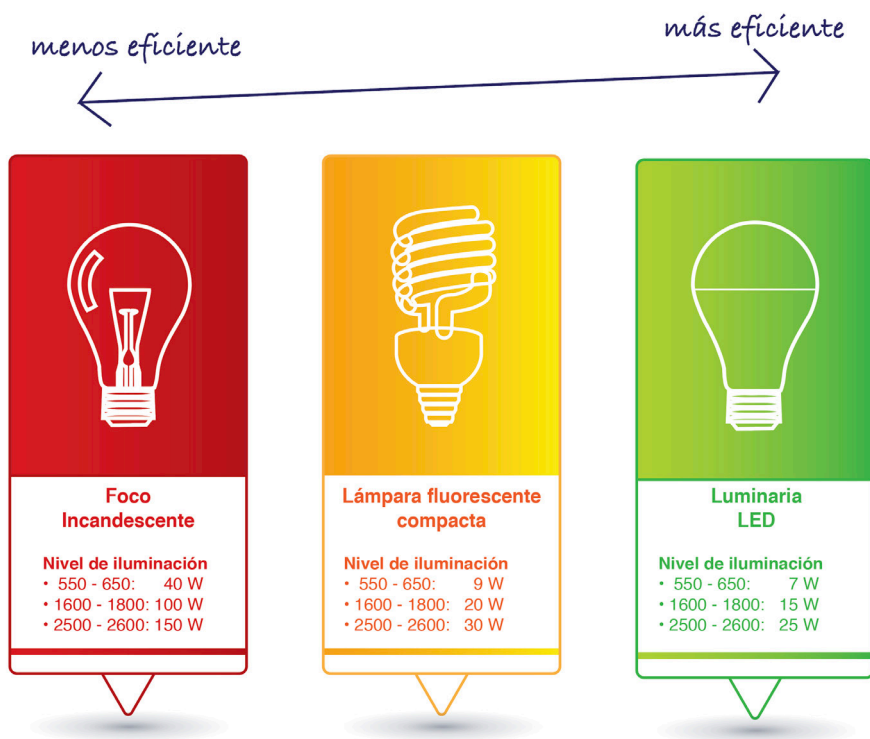 menos eficiente
más eficiente
Foco
Incandescente
Nivel de iluminación
• 550 - 650: 40 W
• 1600 - 1800: 100 W
• 2500 - 2600: 150 W
Lámpara fluorescente
compacta
Nivel de iluminación
• 550 - 650: 9 W
• 1600 - 1800: 20 W
• 2500 - 2600: 30 W
Luminaria
LED
Nivel de iluminación
• 550 - 650: 7 W
• 1600 - 1800: 15 W
• 2500 - 2600: 25 W